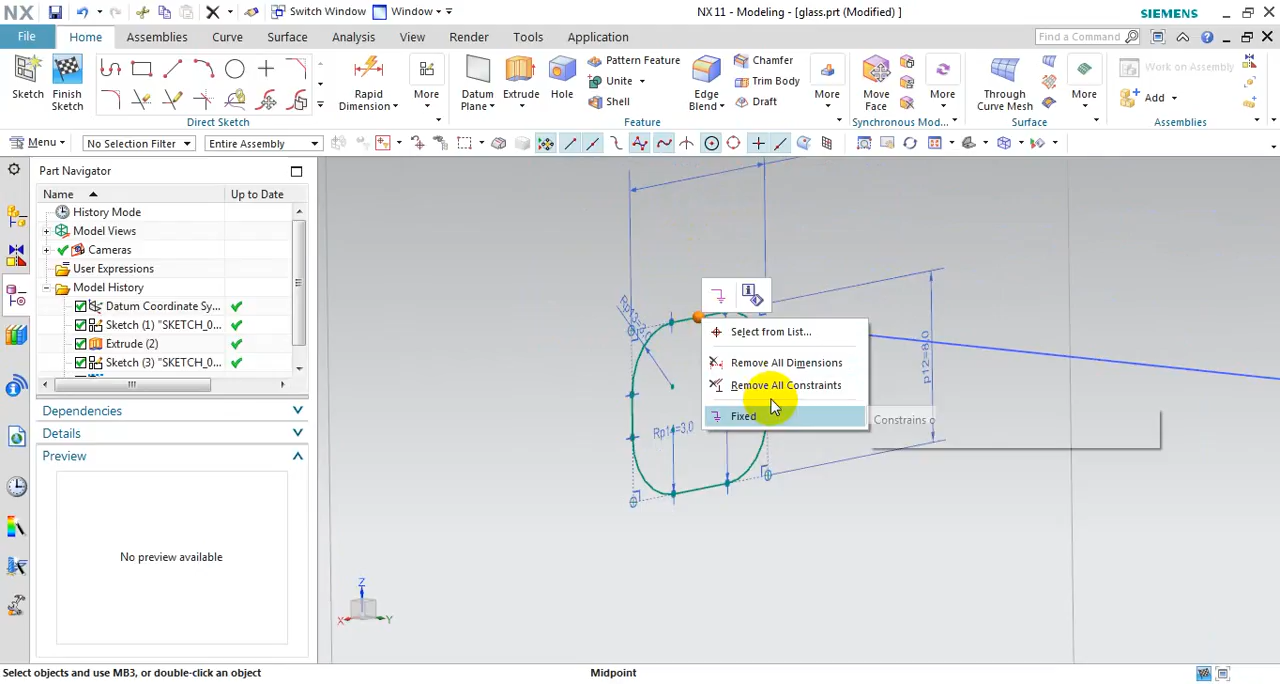 NX
Switch Window
Window
NX 11 - Modeling - [glass.prt (Modified) ]
SIEMENS
File
Home
Assemblies
Curve
Surface
Analysis
View
Render
Tools
Application
Find a Command
Sketch
Finish Sketch
Direct Sketch
Rapid Dimension
More
Datum Plane
Extrude
Hole
Pattern Feature
Unite
Shell
Edge Blend
Chamfer
Trim Body
Draft
More
Feature
Move Face
More
Synchronous Mod...
Through Curve Mesh
More
Surface
Work on Assembly
Add
Assemblies
Menu
No Selection Filter
Entire Assembly
Part Navigator
Name
Up to Date
History Mode
Model Views
Cameras
User Expressions
Model History
Datum Coordinate Sy...
Sketch (1) "SKETCH_0...
Extrude (2)
Sketch (3) "SKETCH_0...
Dependencies
Details
Preview
No preview available
Select from List...
Remove All Dimensions
Remove All Constraints
Fixed
Constrains o
p12=8,0
Z
X
Y
Select objects and use MB3, or double-click an object
Midpoint